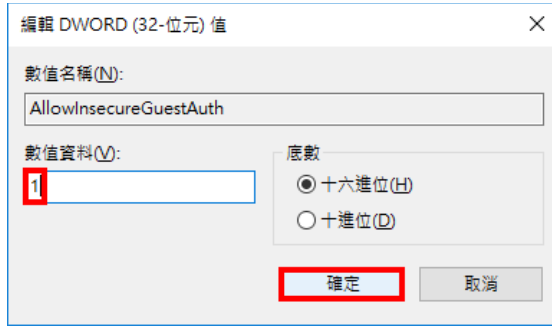 編輯 DWORD (32-位元) 值
數值名稱(N):
AllowInsecureGuestAuth
數值資料(V):
1
底數
十六進位(H)
十進位(D)
確定
取消